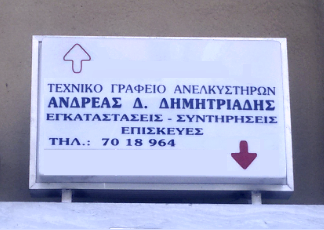 ΤΕΧΝΙΚΟ ΓΡΑΦΕΙΟ ΑΝΕΛΚΥΣΤΗΡΩΝ
ΑΝΔΡΕΑΣ Δ. ΔΗΜΗΤΡΙΑΔΗΣ
ΕΓΚΑΤΑΣΤΑΣΕΙΣ - ΣΥΝΤΗΡΗΣΕΙΣ
ΕΠΙΣΚΕΥΕΣ
ΤΗΛ.: 70 18 964